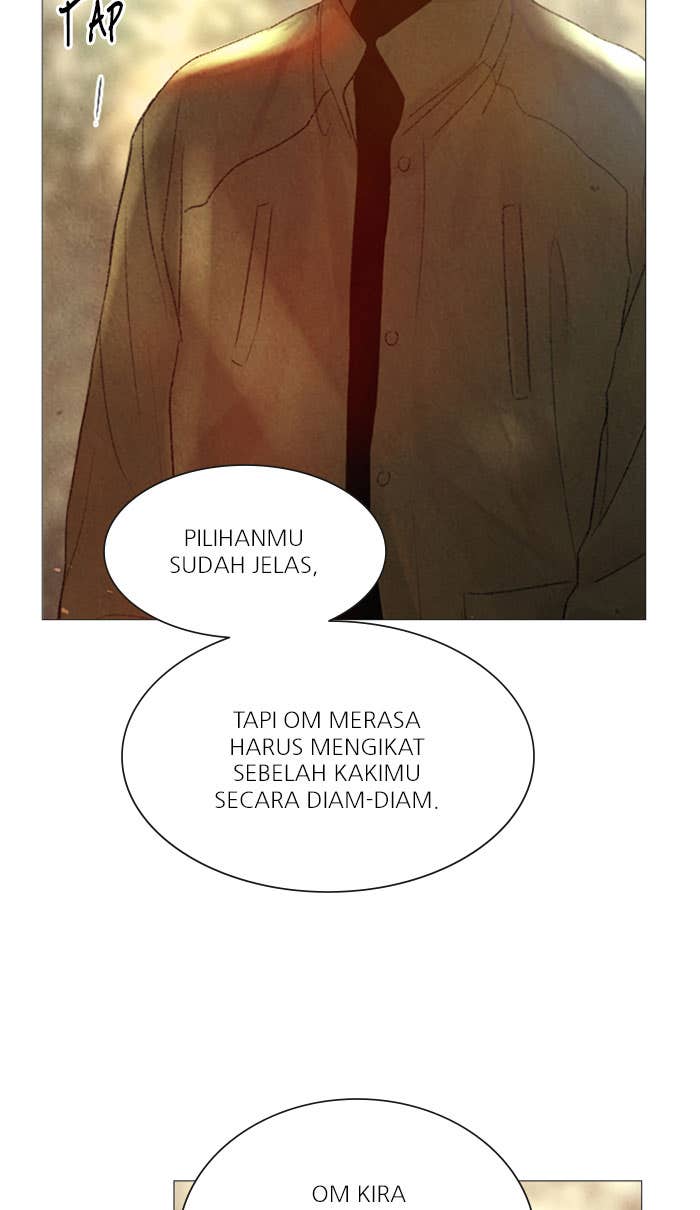 TAP
PILIHANMU
SUDAH JELAS,
TAPI OM MERASA
HARUS MENGIKAT
SEBELAH KAKIMU
SECARA DIAM-DIAM.
OM KIRA